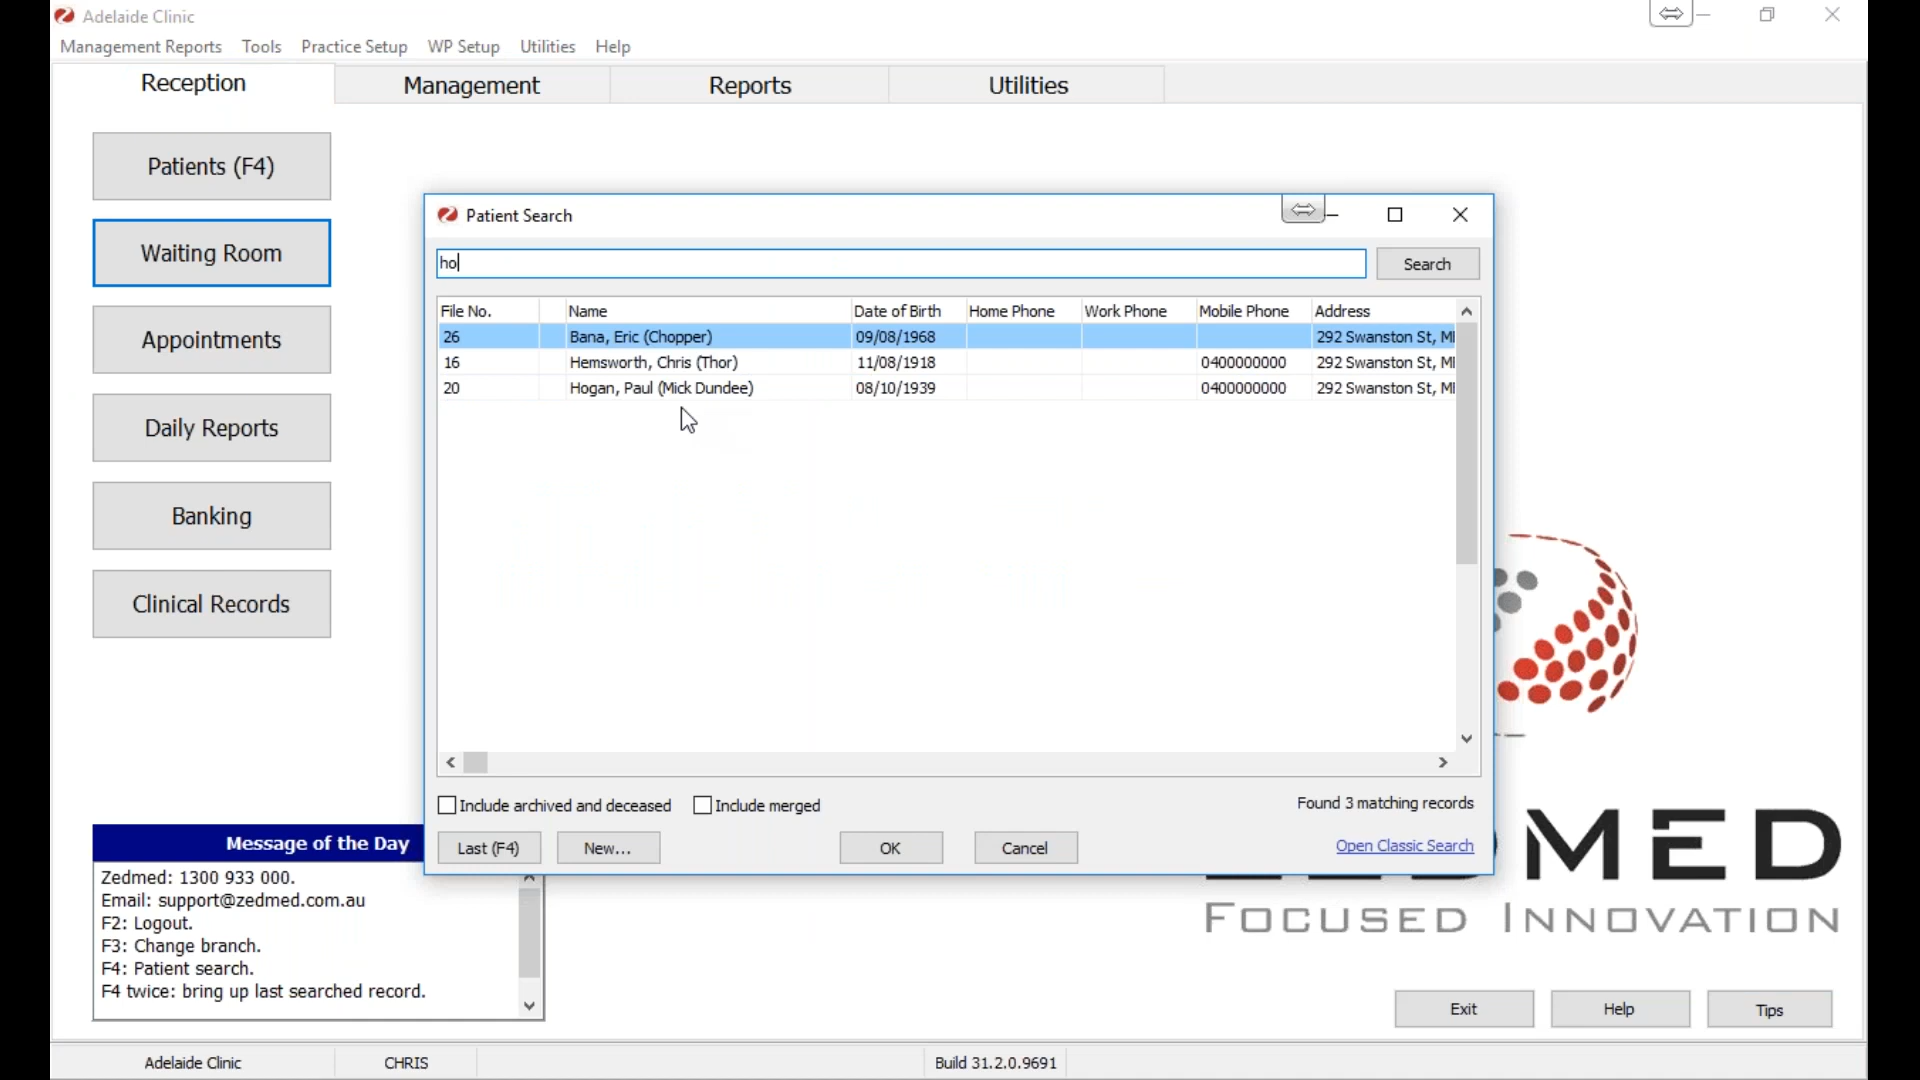 Adelaide Clinic
Management Reports Tools Practice Setup WP Setup Utilities Help
Reception Management Reports Utilities
Patients (F4)
Waiting Room
Appointments
Daily Reports
Banking
Clinical Records
Patient Search
ho
Search
File No. Name Date of Birth Home Phone Work Phone Mobile Phone Address
26 Bana, Eric (Chopper) 09/08/1968 292 Swanston St, MI
16 Hemsworth, Chris (Thor) 11/08/1918 0400000000 292 Swanston St, MI
20 Hogan, Paul (Mick Dundee) 08/10/1939 0400000000 292 Swanston St, MI
Include archived and deceased Include merged Found 3 matching records
Last (F4) New... OK Cancel Open Classic Search
Message of the Day
Zedmed: 1300 933 000.
Email: support@zedmed.com.au
F2: Logout.
F3: Change branch.
F4: Patient search.
F4 twice: bring up last searched record.
MED
FOCUSED INNOVATION
Exit Help Tips
Adelaide Clinic CHRIS Build 31.2.0.9691